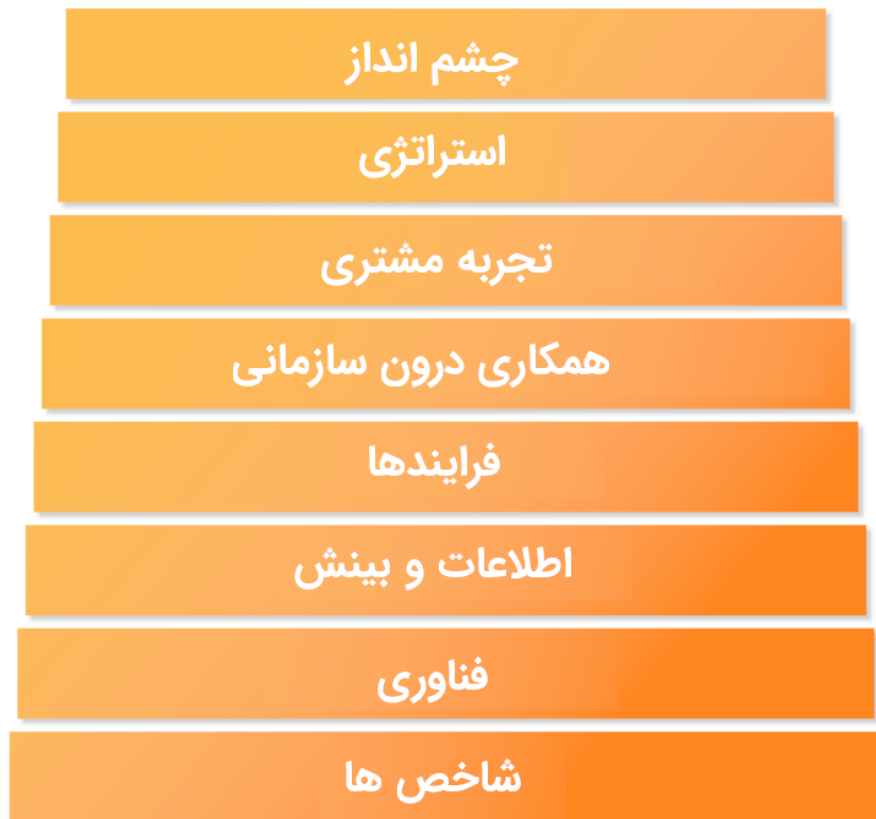 چشم انداز
استراتژی
تجربه مشتری
همکاری درون سازمانی
فرایندها
اطلاعات و بینش
فناوری
شاخص ها